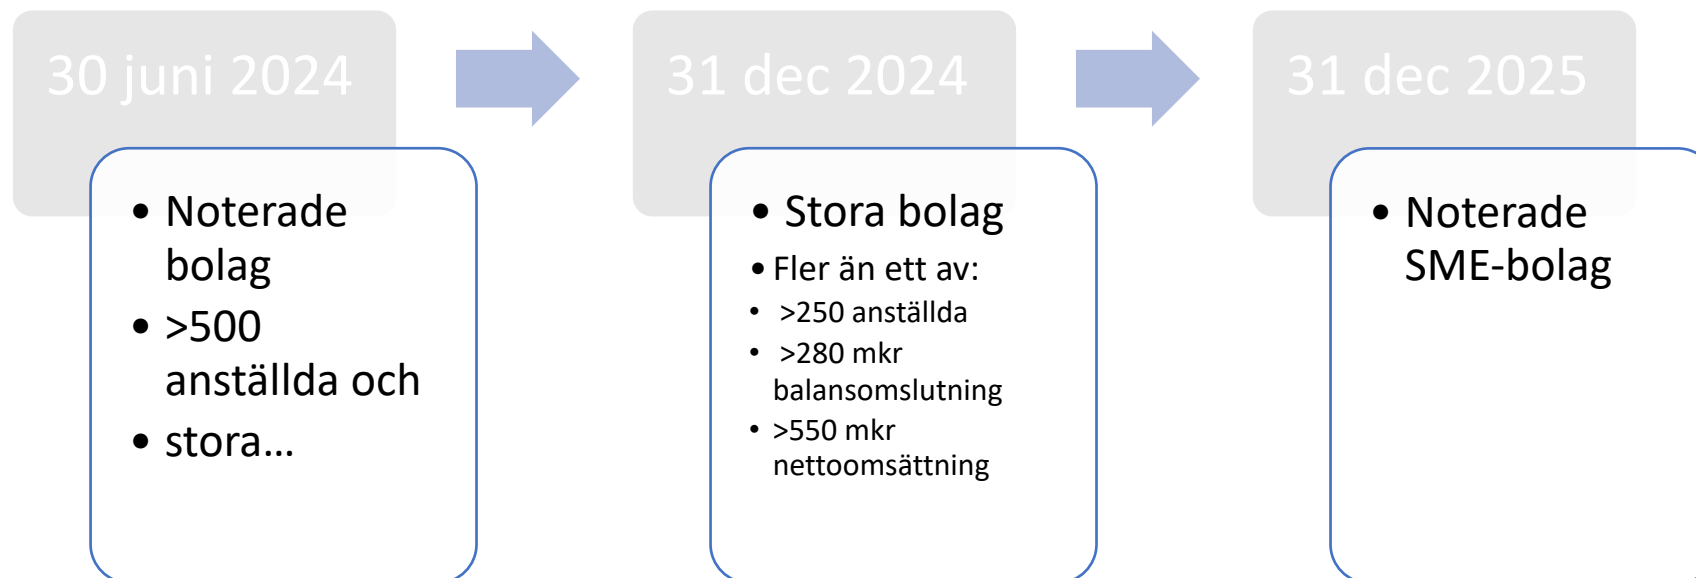 30 juni 2024
• Noterade
bolag
• >500
anställda och
• stora...
31 dec 2024
• Stora bolag
• Fler än ett av:
• >250 anställda
• >280 mkr
balansomslutning
• >550 mkr
nettoomsättning
31 dec 2025
• Noterade
SME-bolag